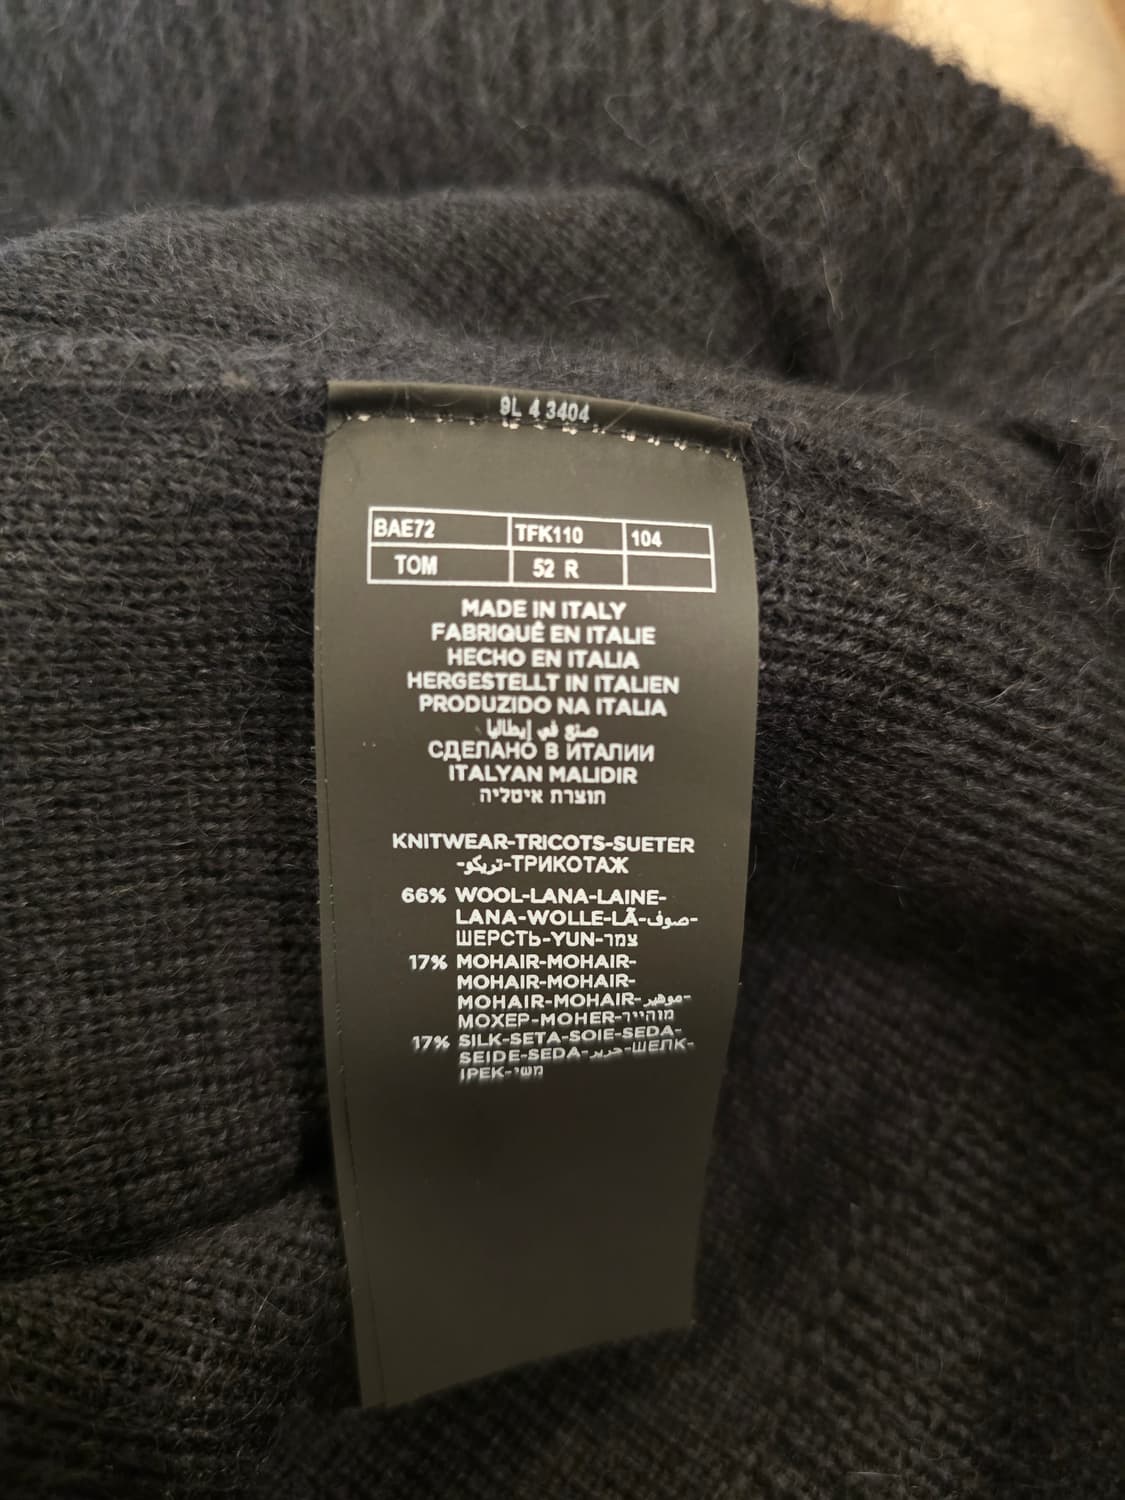 9L 4 3404
BAE72 TFK110 104
TOM 52 R
MADE IN ITALY
FABRIQUÉ EN ITALIE
HECHO EN ITALIA
HERGESTELLT IN ITALIEN
PRODUZIDO NA ITALIA
صنع في إيطاليا
СДЕЛАНО В ИТАЛИИ
ITALYAN MALIDIR
תוצרת איטליה
KNITWEAR-TRICOTS-SUETER
-تريكو-ТРИКОТАЖ
66% WOOL-LANA-LAINE-
LANA-WOLLE-LÃ-صوف-
ШЕРСТЬ-YUN-צמר
17% MOHAIR-MOHAIR-
MOHAIR-MOHAIR-
MOHAIR-MOHAIR-موهير-
МОХЕР-MOHER-מוהייר
17% SILK-SETA-SOIE-SEDA-
SEIDE-SEDA-حرير-ШЕЛК-
IPEK-משי